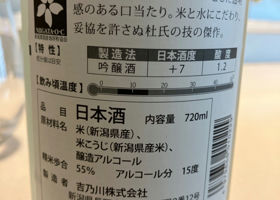 感のある口当たり。米と水にこだわり、
妥協を許さぬ杜氏の技の傑作。
NIIGATA・O・C
【特性】
製造法 日本酒度 酸度
吟醸酒 +7 1.2
【飲み頃温度】
品目 日本酒 内容量 720ml
原材料名 米(新潟県産)、
米こうじ(新潟県産米)、
醸造アルコール
精米歩合 55% アルコール分 15度
製造者 吉乃川株式会社